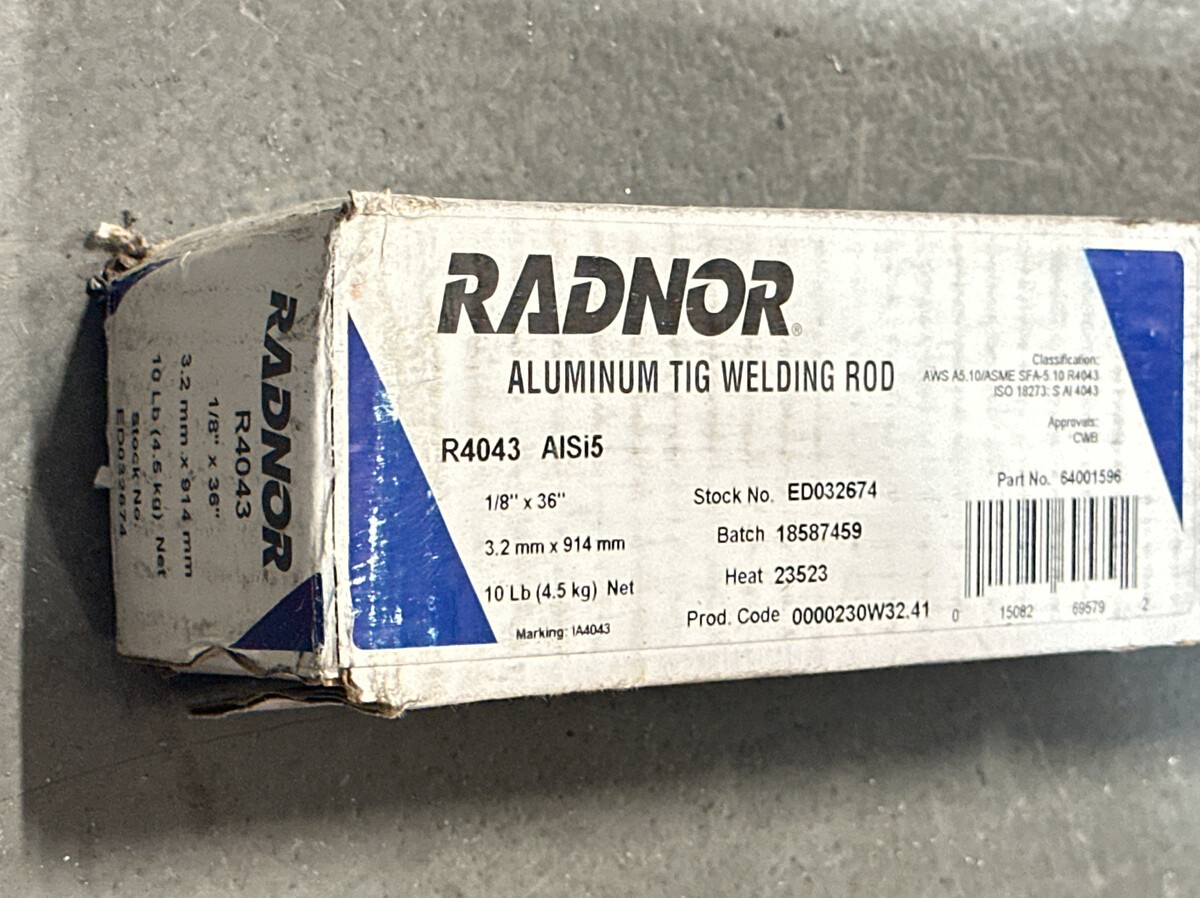 RADNOR®
ALUMINUM TIG WELDING ROD
Classification:
AWS A5.10/ASME SFA-5.10 R4043
ISO 18273: S Al 4043
Approvals:
CWB
R4043 AlSi5
1/8" x 36"
3.2 mm x 914 mm
10 Lb (4.5 kg) Net
Marking: IA4043
Stock No. ED032674
Batch 18587459
Heat 23523
Prod. Code 0000230W32.41
Part No. 64001596
0 15082 69579 2
RADNOR
R4043
1/8" x 36"
3.2 mm x 914 mm
10 Lb (4.5 kg) Net
Stock No.
ED032674